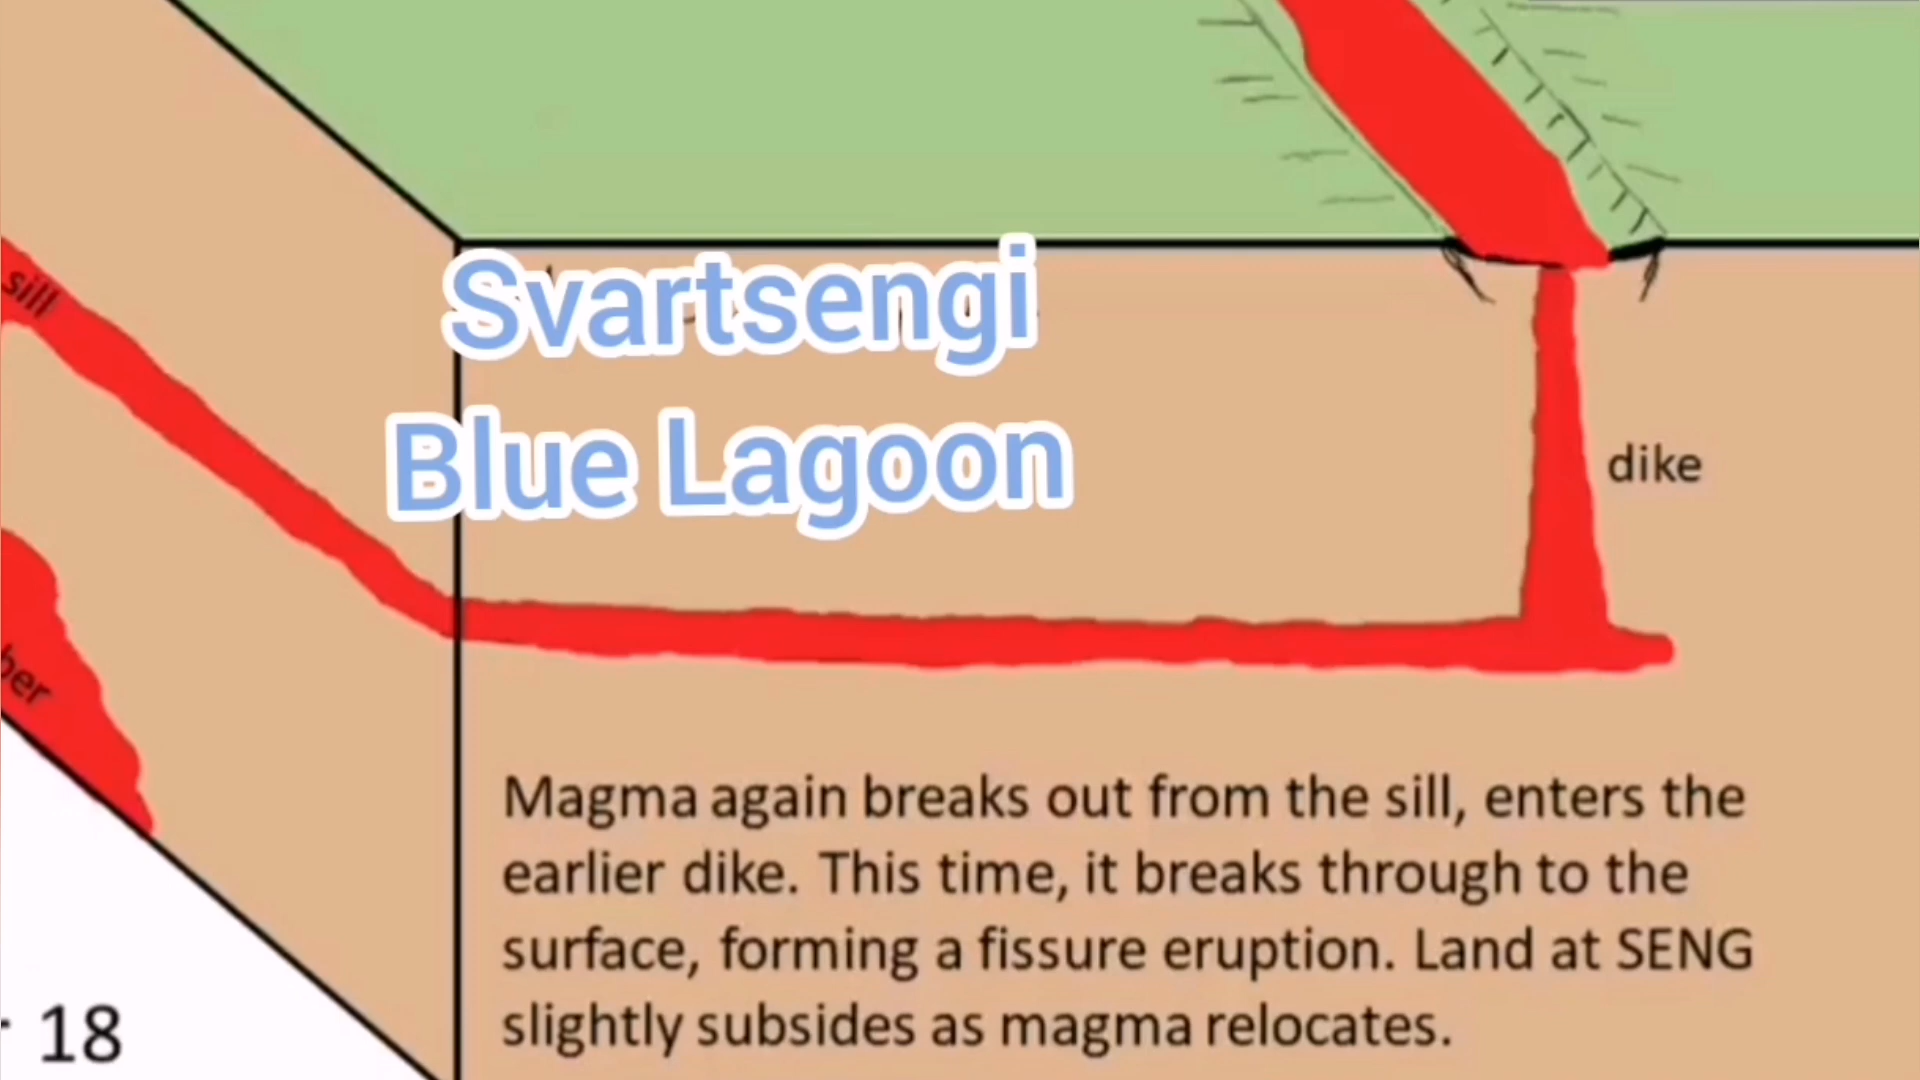 sill
Svartsengi
Blue Lagoon
dike
ber
Magma again breaks out from the sill, enters the
earlier dike. This time, it breaks through to the
surface, forming a fissure eruption. Land at SENG
slightly subsides as magma relocates.
18